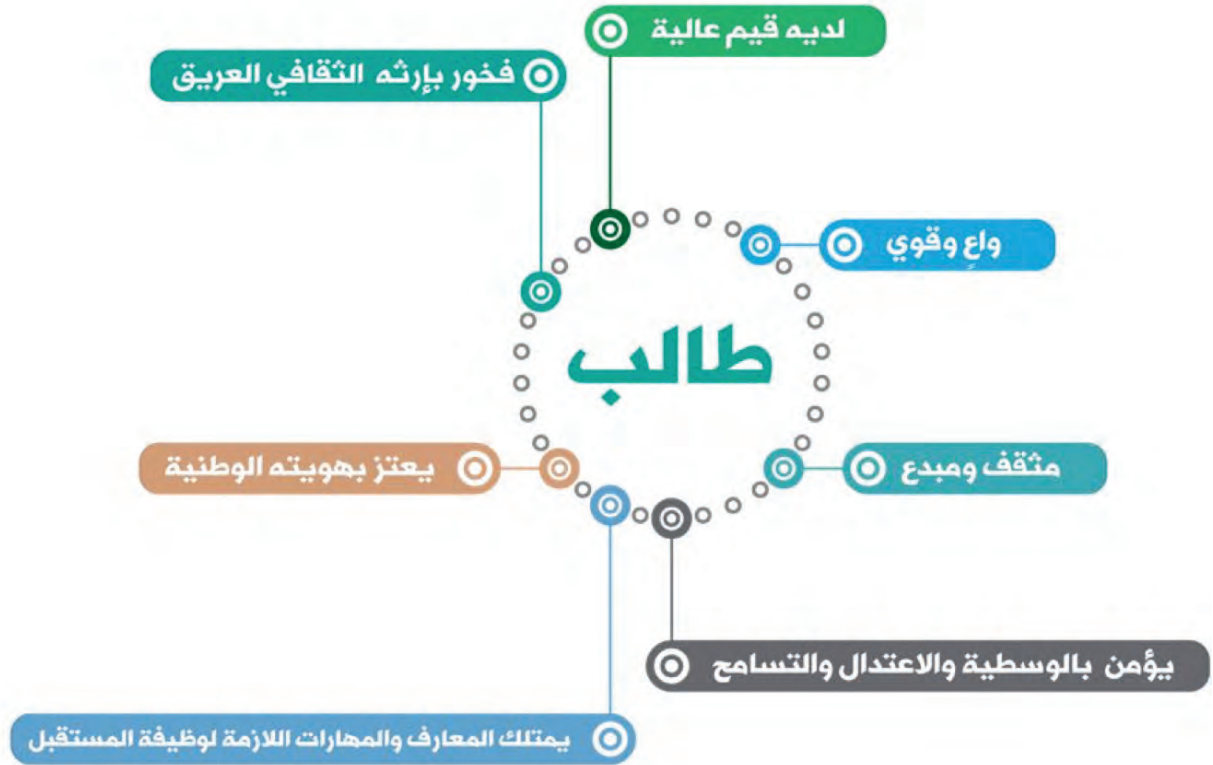 لديه قيم عالية
فخور بإرثه الثقافي العريق
واعٍ وقوي
طالب
مثقف ومبدع
يعتز بهويته الوطنية
يؤمن بالوسطية والاعتدال والتسامح
يمتلك المعارف والمهارات اللازمة لوظيفة المستقبل